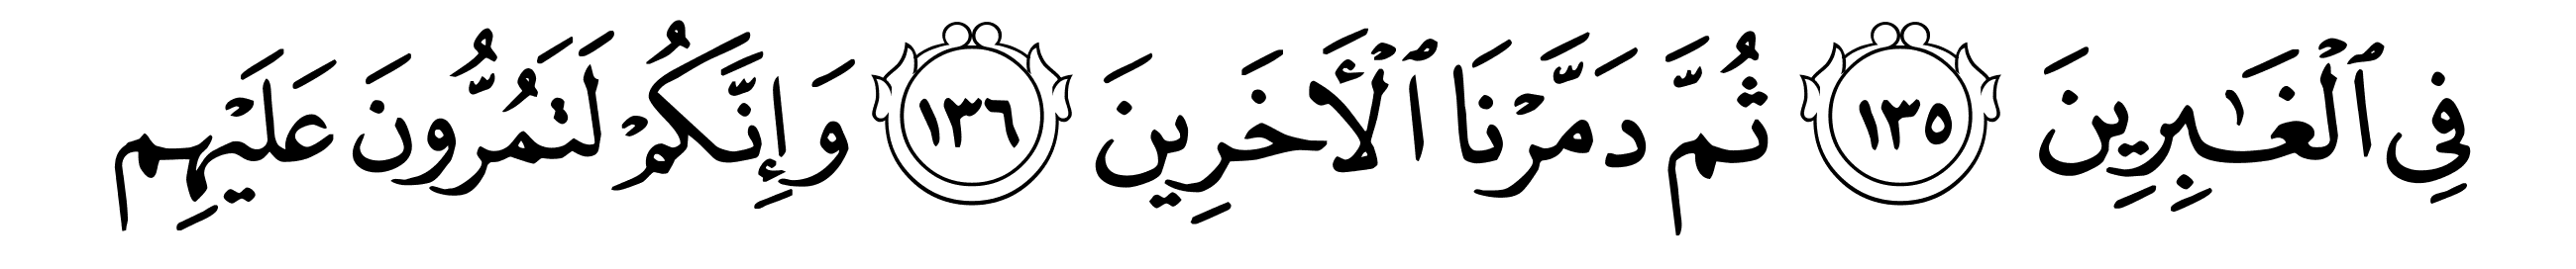 فِي ٱلْغَـٰبِرِينَ ١٣٥ ثُمَّ دَمَّرْنَا ٱلْأَخَرِينَ ١٣٦ وَإِنَّكُمْ لَتَمُرُّونَ عَلَيْهِم